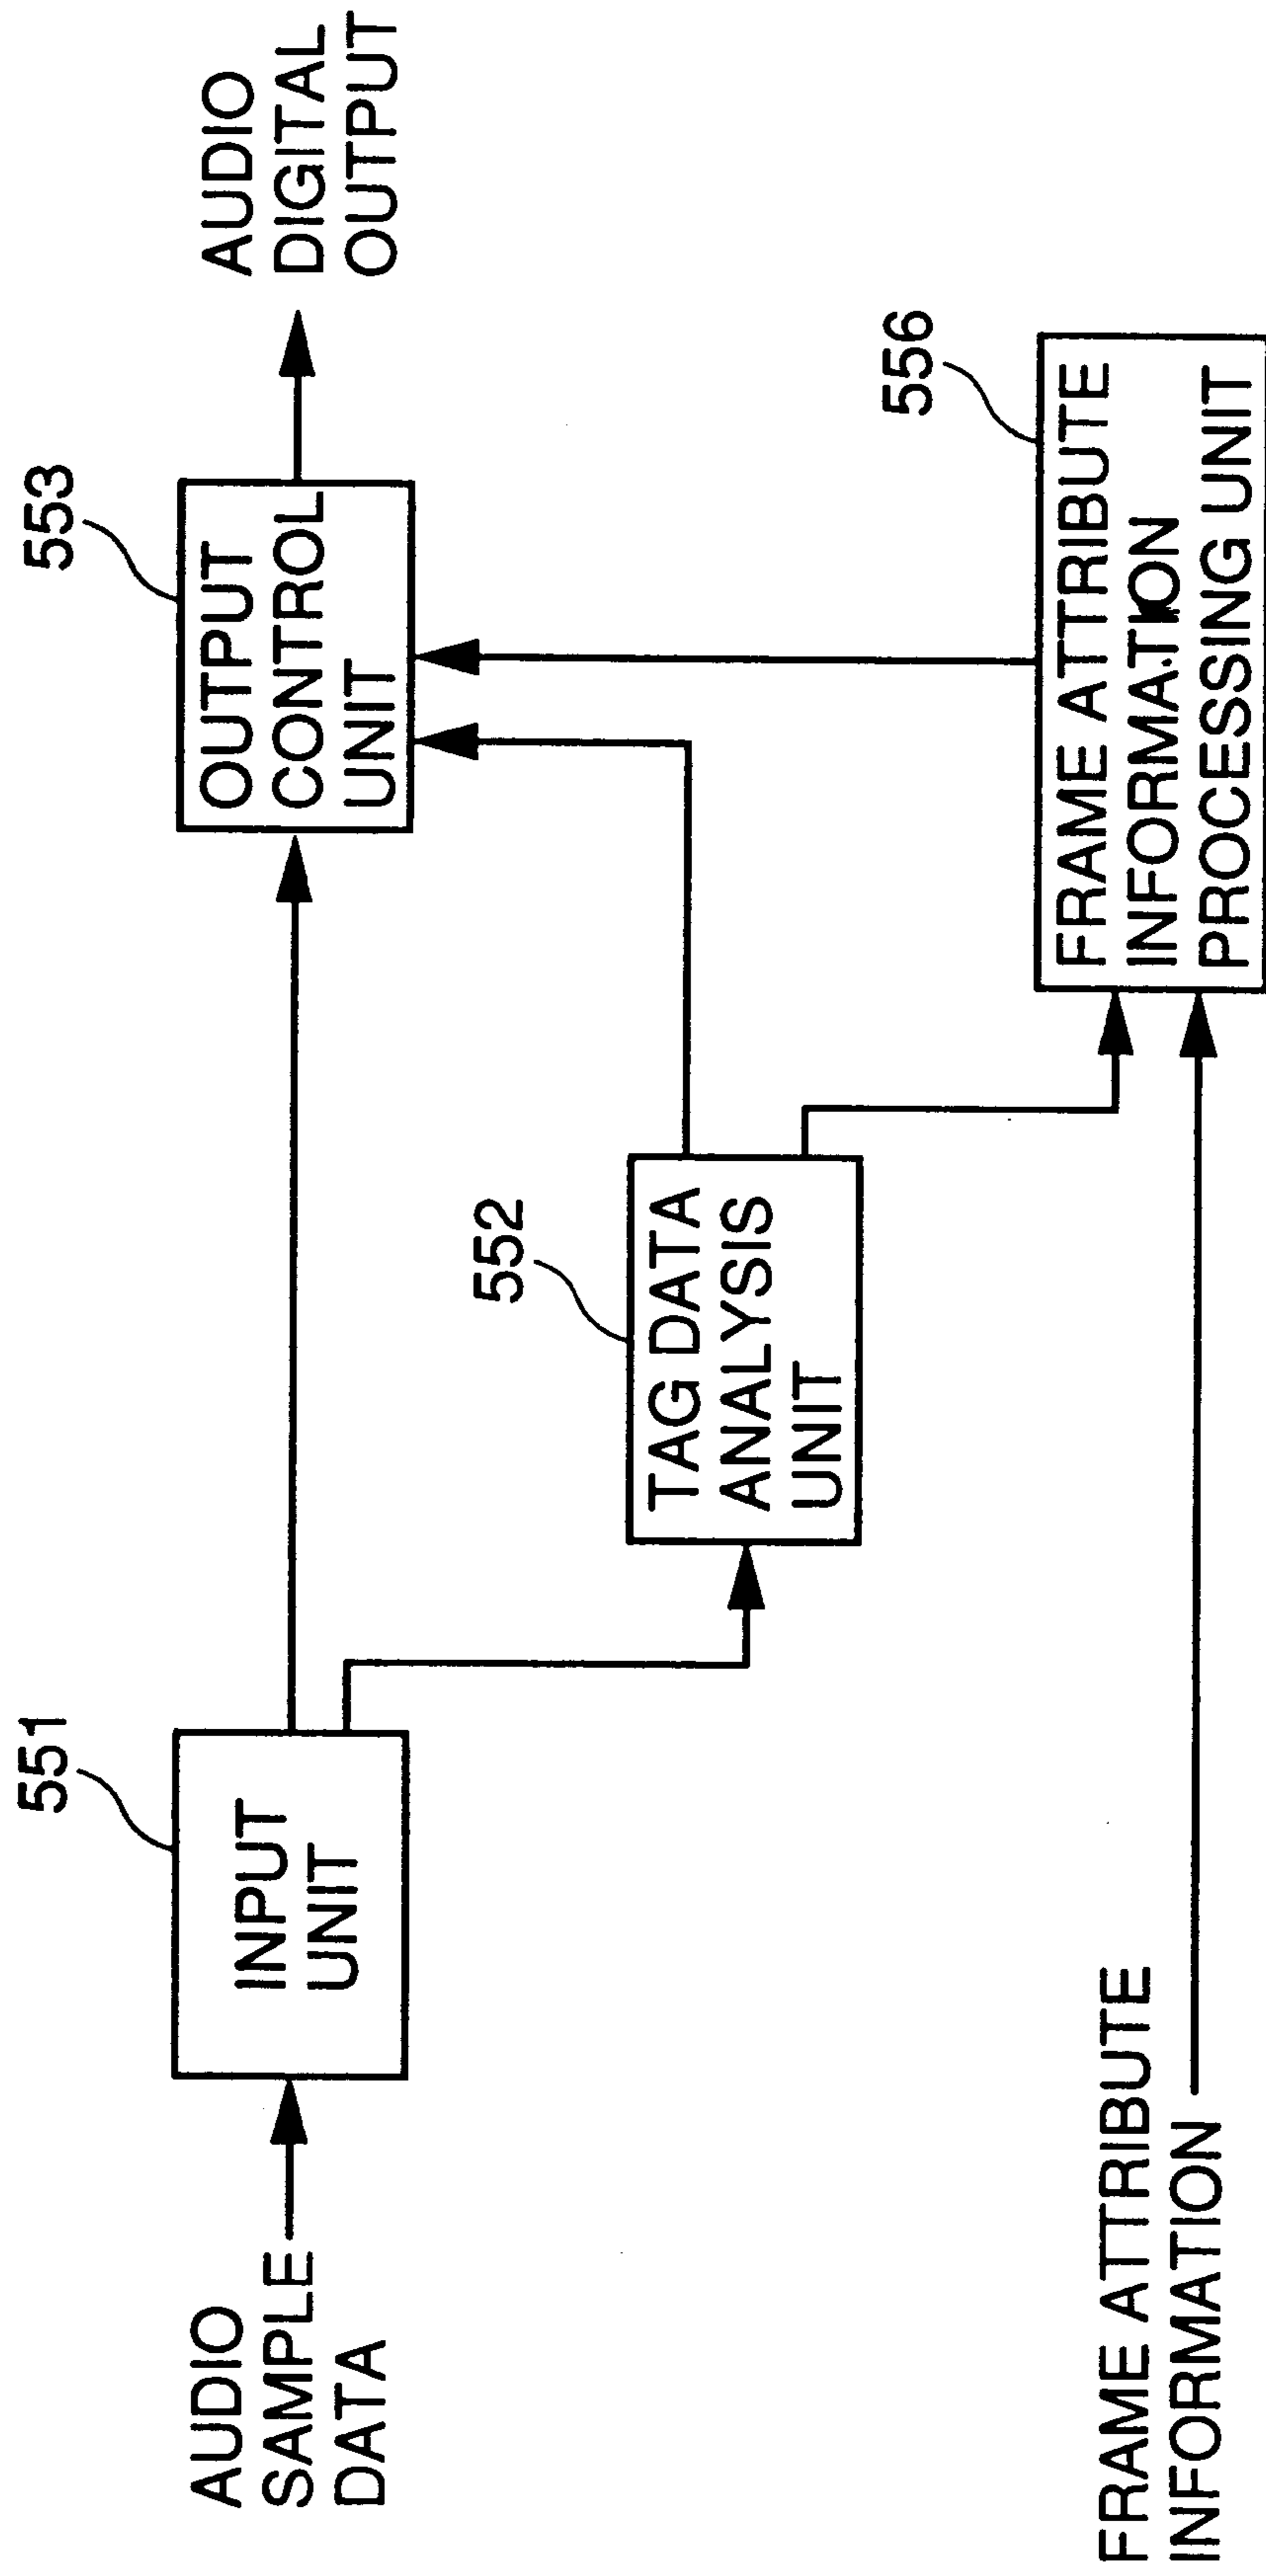 551
553
AUDIO
SAMPLE
DATA
INPUT
UNIT
OUTPUT
CONTROL
UNIT
AUDIO
DIGITAL
OUTPUT
552
TAG DATA
ANALYSIS
UNIT
556
FRAME ATTRIBUTE
INFORMATION
FRAME ATTRIBUTE
INFORMATION
PROCESSING UNIT